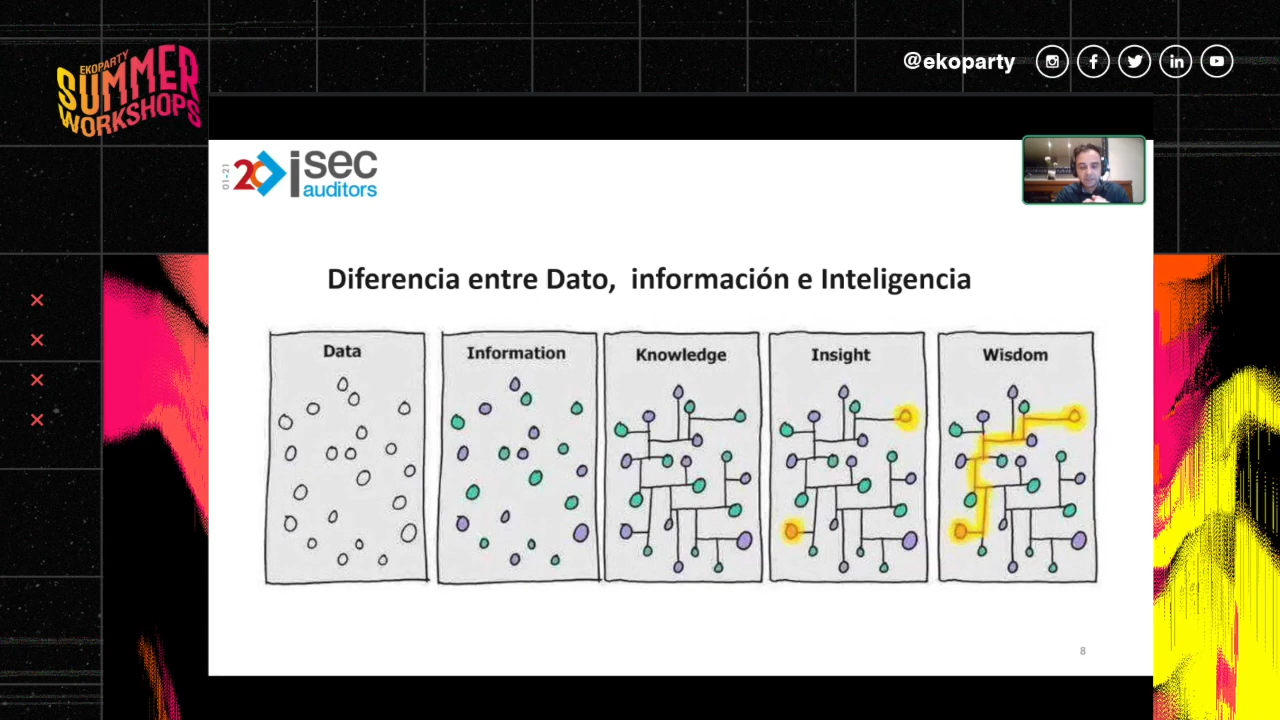 EKOPARTY
SUMMER
WORKSHOPS
@ekoparty
01-21
20
isec
auditors
Diferencia entre Dato, información e Inteligencia
Data
Information
Knowledge
Insight
Wisdom
8